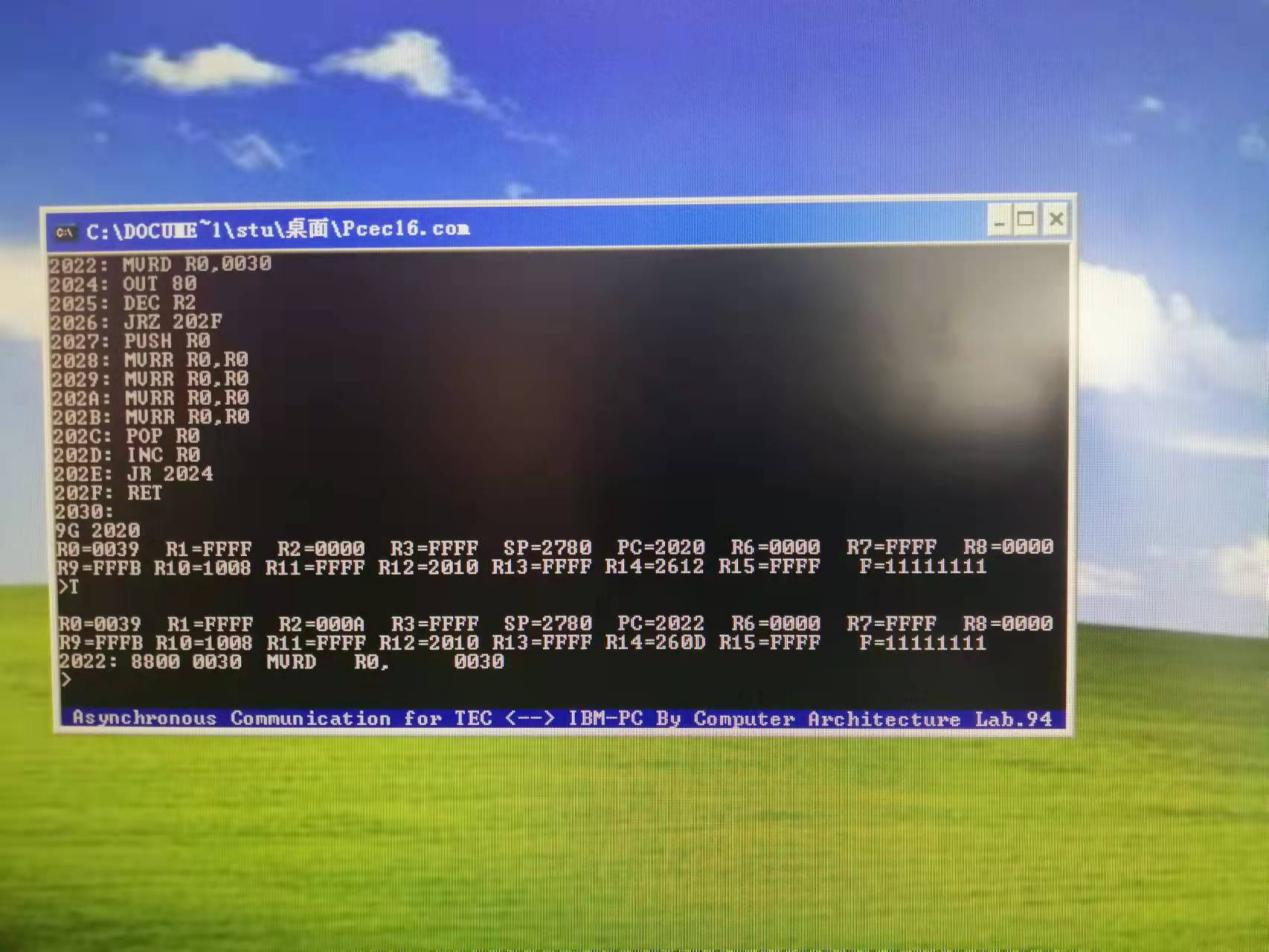 C:\DOCUME~1\stu\桌面\Pcec16.com
2022: MVRD R0,0030
2024: OUT 80
2025: DEC R2
2026: JRZ 202F
2027: PUSH R0
2028: MVRR R0,R0
2029: MVRR R0,R0
202A: MVRR R0,R0
202B: MVRR R0,R0
202C: POP R0
202D: INC R0
202E: JR 2024
202F: RET
2030:
9G 2020
R0=0039 R1=FFFF R2=0000 R3=FFFF SP=2780 PC=2020 R6=0000 R7=FFFF R8=0000
R9=FFFB R10=1008 R11=FFFF R12=2010 R13=FFFF R14=2612 R15=FFFF F=11111111
>T
R0=0039 R1=FFFF R2=000A R3=FFFF SP=2780 PC=2022 R6=0000 R7=FFFF R8=0000
R9=FFFB R10=1008 R11=FFFF R12=2010 R13=FFFF R14=260D R15=FFFF F=11111111
2022: 8800 0030 MVRD R0, 0030
>
Asynchronous Communication for TEC <--> IBM-PC By Computer Architecture Lab.94